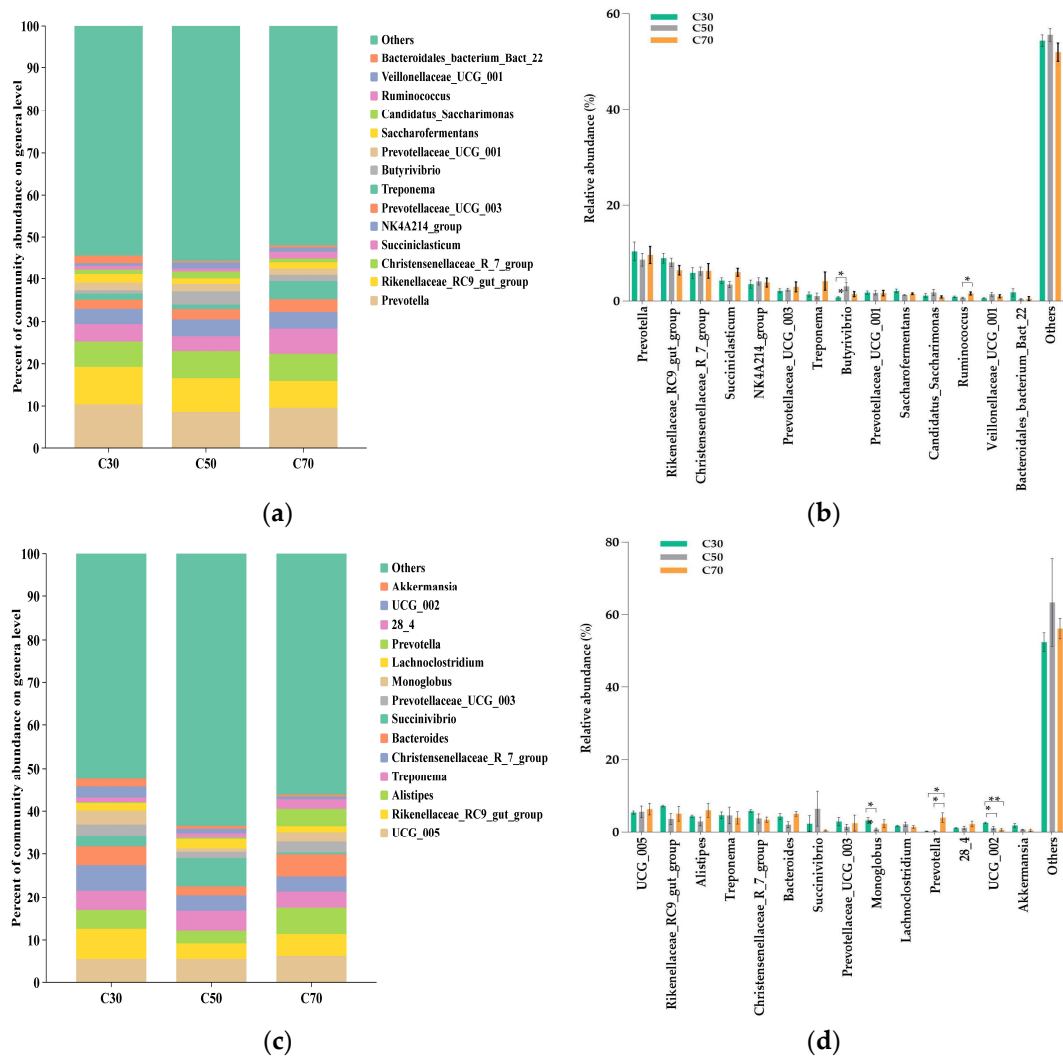 Percent of community abundance on genera level
100
90
80
70
60
50
40
30
20
10
0
C30
C50
C70
Others
Bacteroidales_bacterium_Bact_22
Veillonellaceae_UCG_001
Ruminococcus
Candidatus_Saccharimonas
Saccharofermentans
Prevotellaceae_UCG_001
Butyrivibrio
Treponema
Prevotellaceae_UCG_003
NK4A214_group
Succiniclasticum
Christensenellaceae_R_7_group
Rikenellaceae_RC9_gut_group
Prevotella
(a)
Relative abundance (%)
60
40
20
0
C30
C50
C70
*
*
*
Prevotella
Rikenellaceae_RC9_gut_group
Christensenellaceae_R_7_group
Succiniclasticum
NK4A214_group
Prevotellaceae_UCG_003
Treponema
Butyrivibrio
Prevotellaceae_UCG_001
Saccharofermentans
Candidatus_Saccharimonas
Ruminococcus
Veillonellaceae_UCG_001
Bacteroidales_bacterium_Bact_22
Others
(b)
Percent of community abundance on genera level
100
90
80
70
60
50
40
30
20
10
0
C30
C50
C70
Others
Akkermansia
UCG_002
28_4
Prevotella
Lachnoclostridium
Monoglobus
Prevotellaceae_UCG_003
Succinivibrio
Bacteroides
Christensenellaceae_R_7_group
Treponema
Alistipes
Rikenellaceae_RC9_gut_group
UCG_005
(c)
Relative abundance (%)
80
60
40
20
0
C30
C50
C70
*
*
*
**
*
UCG_005
Rikenellaceae_RC9_gut_group
Alistipes
Treponema
Christensenellaceae_R_7_group
Bacteroides
Succinivibrio
Prevotellaceae_UCG_003
Monoglobus
Lachnoclostridium
Prevotella
28_4
UCG_002
Akkermansia
Others
(d)